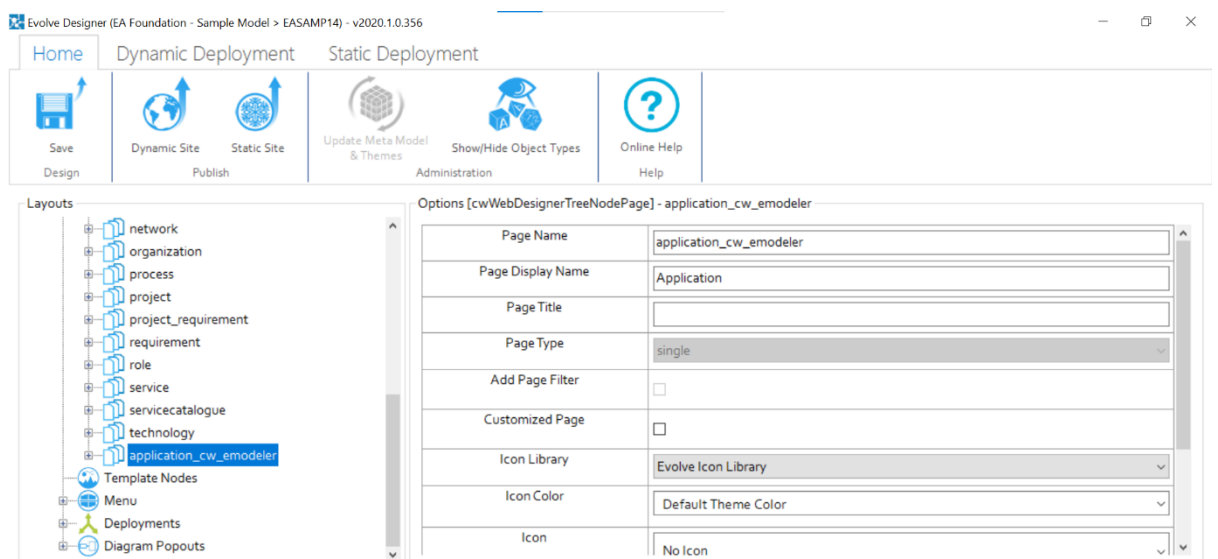 Evolve Designer (EA Foundation - Sample Model > EASAMP14) - v2020.1.0.356
Home Dynamic Deployment Static Deployment
Save
Dynamic Site
Static Site
Update Meta Model
& Themes
Show/Hide Object Types
Online Help
Design
Publish
Administration
Help
Layouts
network
organization
process
project
project_requirement
requirement
role
service
servicecatalogue
technology
application_cw_emodeler
Template Nodes
Menu
Deployments
Diagram Popouts
Options [cwWebDesignerTreeNodePage] - application_cw_emodeler
Page Name application_cw_emodeler
Page Display Name Application
Page Title
Page Type single
Add Page Filter
Customized Page
Icon Library Evolve Icon Library
Icon Color Default Theme Color
Icon No Icon